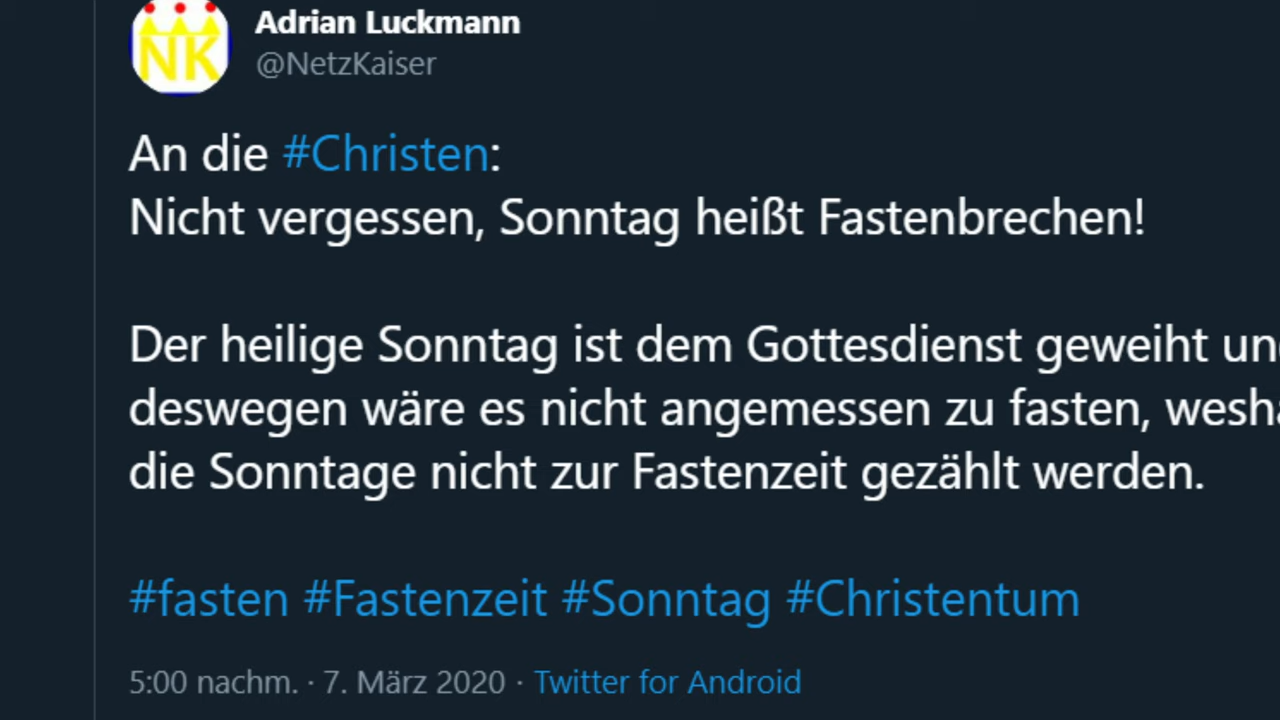 NK
Adrian Luckmann
@NetzKaiser
An die #Christen:
Nicht vergessen, Sonntag heißt Fastenbrechen!
Der heilige Sonntag ist dem Gottesdienst geweiht
deswegen wäre es nicht angemessen zu fasten,
die Sonntage nicht zur Fastenzeit gezählt werden.
#fasten #Fastenzeit #Sonntag #Christentum
5:00 nachm. · 7. März 2020 · Twitter for Android